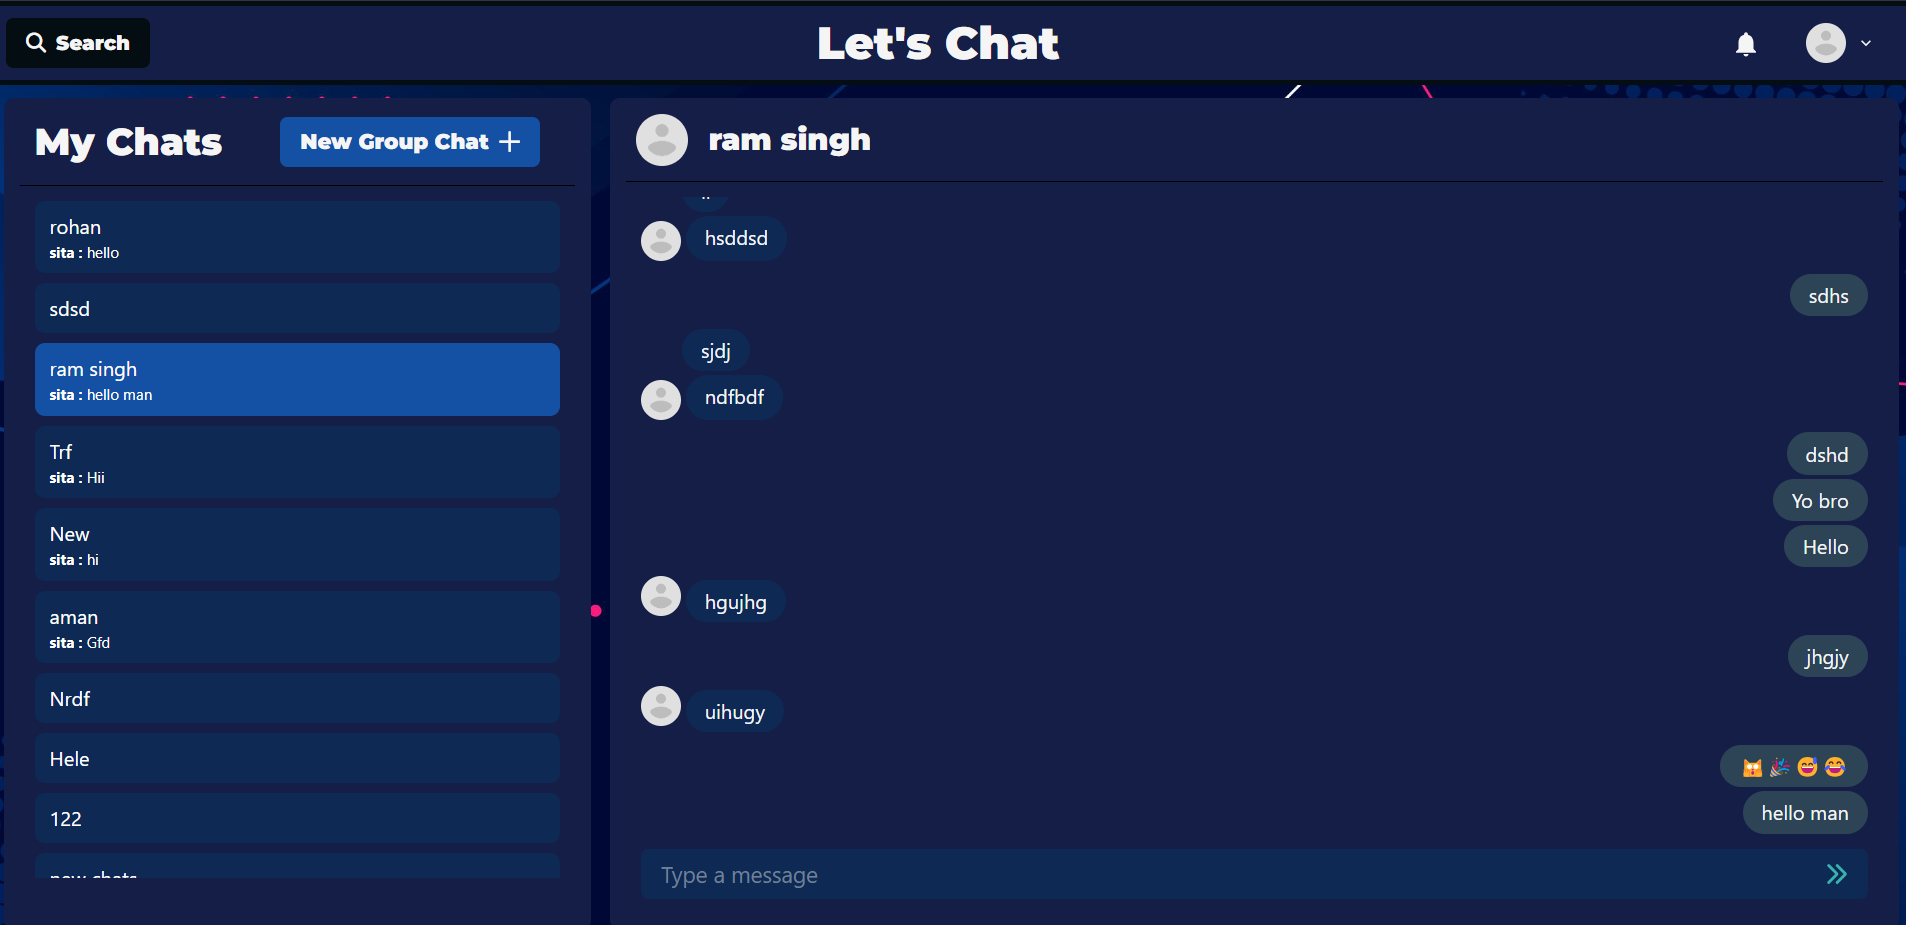 Search
Let's Chat
My Chats
New Group Chat
rohan
sita : hello
sdsd
ram singh
sita : hello man
Trf
sita : Hii
New
sita : hi
aman
sita : Gfd
Nrdf
Hele
122
new chats
ram singh
hsddsd
sdhs
sjdj
ndfbdf
dshd
Yo bro
Hello
hgujhg
jhgjy
uihugy
🙀 🎉 😅 😂
hello man
Type a message